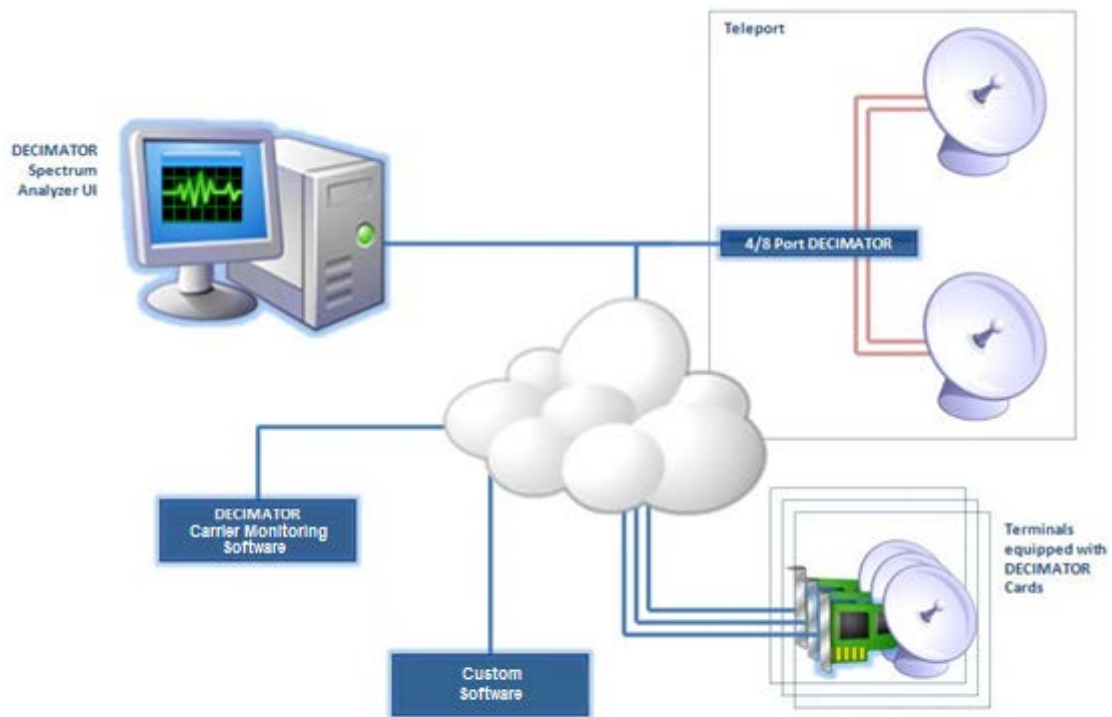 Teleport
DECIMATOR
Spectrum
Analyzer UI
4/8 Port DECIMATOR
DECIMATOR
Carrier Monitoring
Software
Terminals
equipped with
DECIMATOR
Cards
Custom
Software